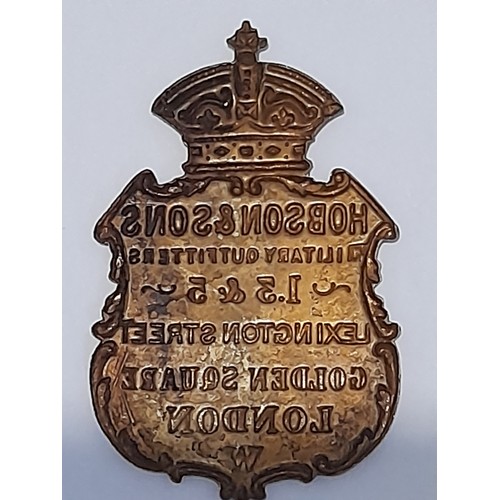 HOBSON & SONS
MILITARY OUTFITTERS
~ 1.3 & 5 ~
LEXINGTON STREET
GOLDEN SQUARE
LONDON
W